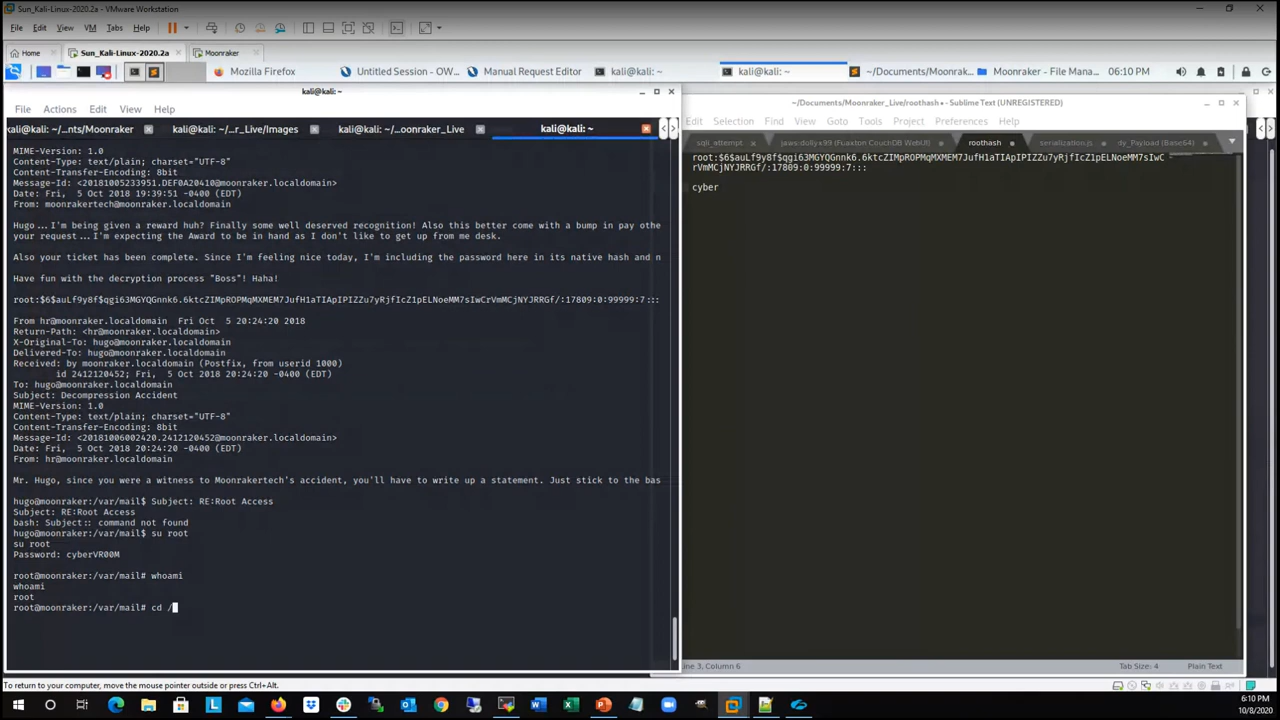 Sun_Kali-Linux-2020.2a - VMware Workstation
File Edit View VM Tabs Help
Home Sun_Kali-Linux-2020.2a Moonraker
Mozilla Firefox Untitled Session - OW... Manual Request Editor kali@kali: ~ kali@kali: ~ ~/Documents/Moonrak... Moonraker - File Mana... 06:10 PM
kali@kali: ~
File Actions Edit View Help
kali@kali: ~/...nts/Moonraker kali@kali: ~/...r_Live/Images kali@kali: ~/...oonraker_Live kali@kali: ~
MIME-Version: 1.0
Content-Type: text/plain; charset="UTF-8"
Content-Transfer-Encoding: 8bit
Message-Id: <20181005233951.DEF0A20410@moonraker.localdomain>
Date: Fri,  5 Oct 2018 19:39:51 -0400 (EDT)
From: moonrakertech@moonraker.localdomain
Hugo...I'm being given a reward huh? Finally some well deserved recognition! Also this better come with a bump in pay othe
your request...I'm expecting the Award to be in hand as I don't like to get up from me desk.
Also your ticket has been complete. Since I'm feeling nice today, I'm including the password here in its native hash and n
Have fun with the decryption process "Boss"! Haha!
root:$6$auLf9y8f$qgi63MGYQGnnk6.6ktcZIMpROPMqMXMEM7JufH1aTIApIPIZZu7yRjfIcZ1pELNoeMM7sIwCrVmMCjNYJRRGf/:17809:0:99999:7:::
From hr@moonraker.localdomain  Fri Oct  5 20:24:20 2018
Return-Path: <hr@moonraker.localdomain>
X-Original-To: hugo@moonraker.localdomain
Delivered-To: hugo@moonraker.localdomain
Received: by moonraker.localdomain (Postfix, from userid 1000)
id 2412120452; Fri,  5 Oct 2018 20:24:20 -0400 (EDT)
To: hugo@moonraker.localdomain
Subject: Decompression Accident
MIME-Version: 1.0
Content-Type: text/plain; charset="UTF-8"
Content-Transfer-Encoding: 8bit
Message-Id: <20181006002420.2412120452@moonraker.localdomain>
Date: Fri,  5 Oct 2018 20:24:20 -0400 (EDT)
From: hr@moonraker.localdomain
Mr. Hugo, since you were a witness to Moonrakertech's accident, you'll have to write up a statement. Just stick to the bas
hugo@moonraker:/var/mail$ Subject: RE:Root Access
Subject: RE:Root Access
bash: Subject:: command not found
hugo@moonraker:/var/mail$ su root
su root
Password: cyberVR00M
root@moonraker:/var/mail# whoami
whoami
root
root@moonraker:/var/mail# cd /
~/Documents/Moonraker_Live/roothash • - Sublime Text (UNREGISTERED)
Edit Selection Find View Goto Tools Project Preferences Help
sqli_attempt jaws.dollyx99 (Fuaxton CouchDB WebUI) roothash serialization.js dy_Payload (Base64)
root:$6$auLf9y8f$qgi63MGYQGnnk6.6ktcZIMpROPMqMXMEM7JufH1aTIApIPIZZu7yRjfIcZ1pELNoeMM7sIwC
rVmMCjNYJRRGf/:17809:0:99999:7:::
cyber
ine 3, Column 6 Tab Size: 4 Plain Text
To return to your computer, move the mouse pointer outside or press Ctrl+Alt.
6:10 PM
10/8/2020